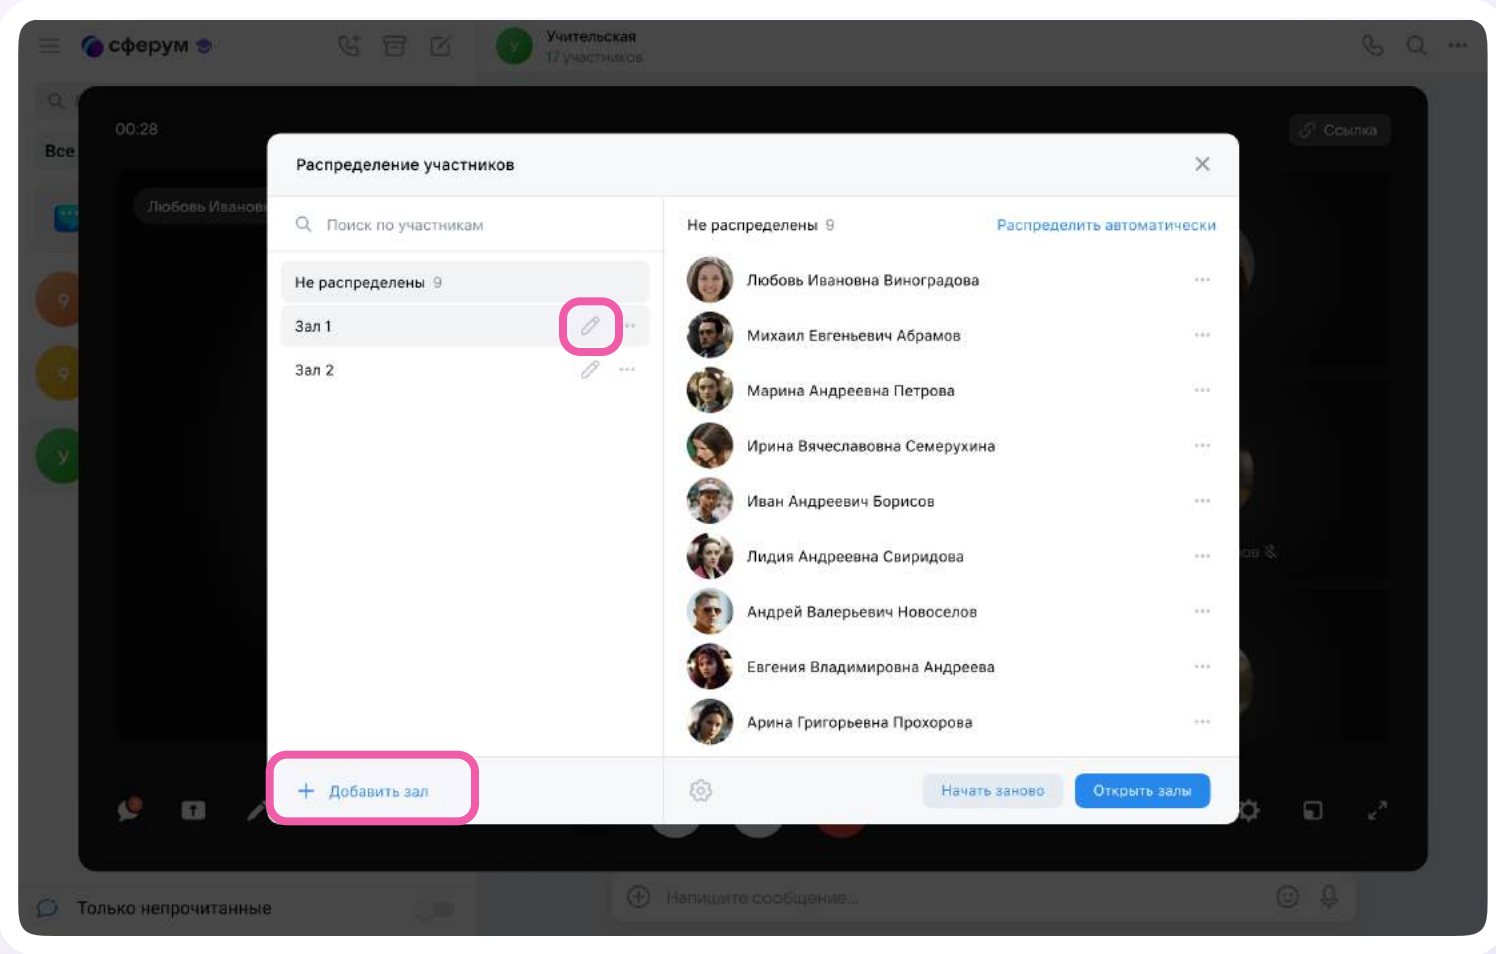 сферум
У
Учительская
17 участников
Все
00:28
Ссылка
Любовь
9
9
У
Распределение участников
Поиск по участникам
Не распределены 9
Зал 1
Зал 2
Добавить зал
Не распределены 9
Распределить автоматически
Любовь Ивановна Виноградова
Михаил Евгеньевич Абрамов
Марина Андреевна Петрова
Ирина Вячеславовна Семерухина
Иван Андреевич Борисов
Лидия Андреевна Свиридова
Андрей Валерьевич Новоселов
Евгения Владимировна Андреева
Арина Григорьевна Прохорова
Начать заново
Открыть залы
Только непрочитанные
Напишите сообщение...